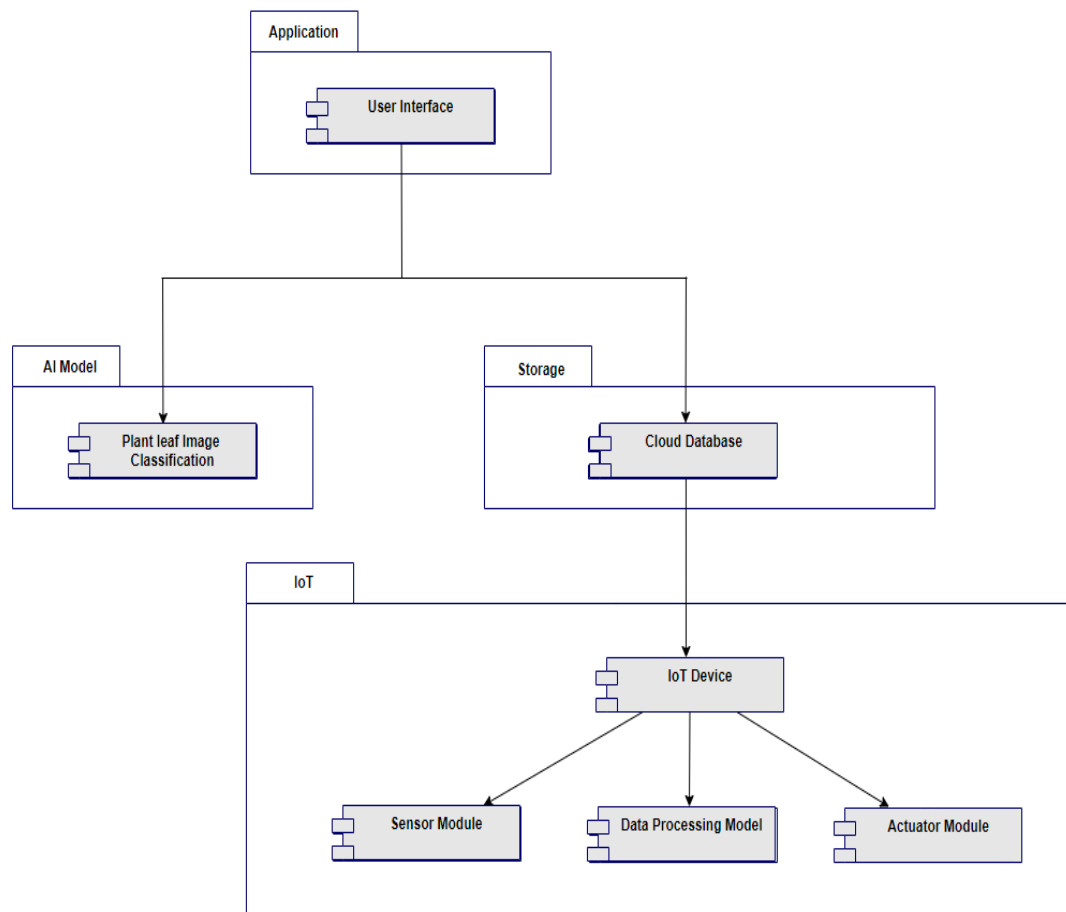 Application
User Interface
AI Model
Plant leaf Image
Classification
Storage
Cloud Database
IoT
IoT Device
Sensor Module
Data Processing Model
Actuator Module